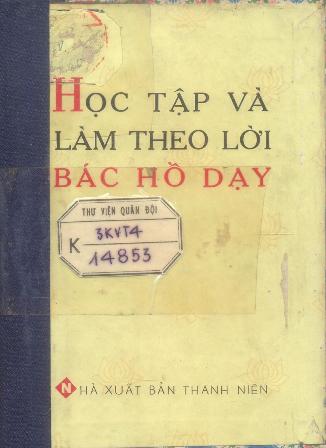 HỌC TẬP VÀ
LÀM THEO LỜI
BÁC HỒ DẠY
THƯ VIỆN QUÂN ĐỘI
K
3KVT4
14853
NHÀ XUẤT BẢN THANH NIÊN